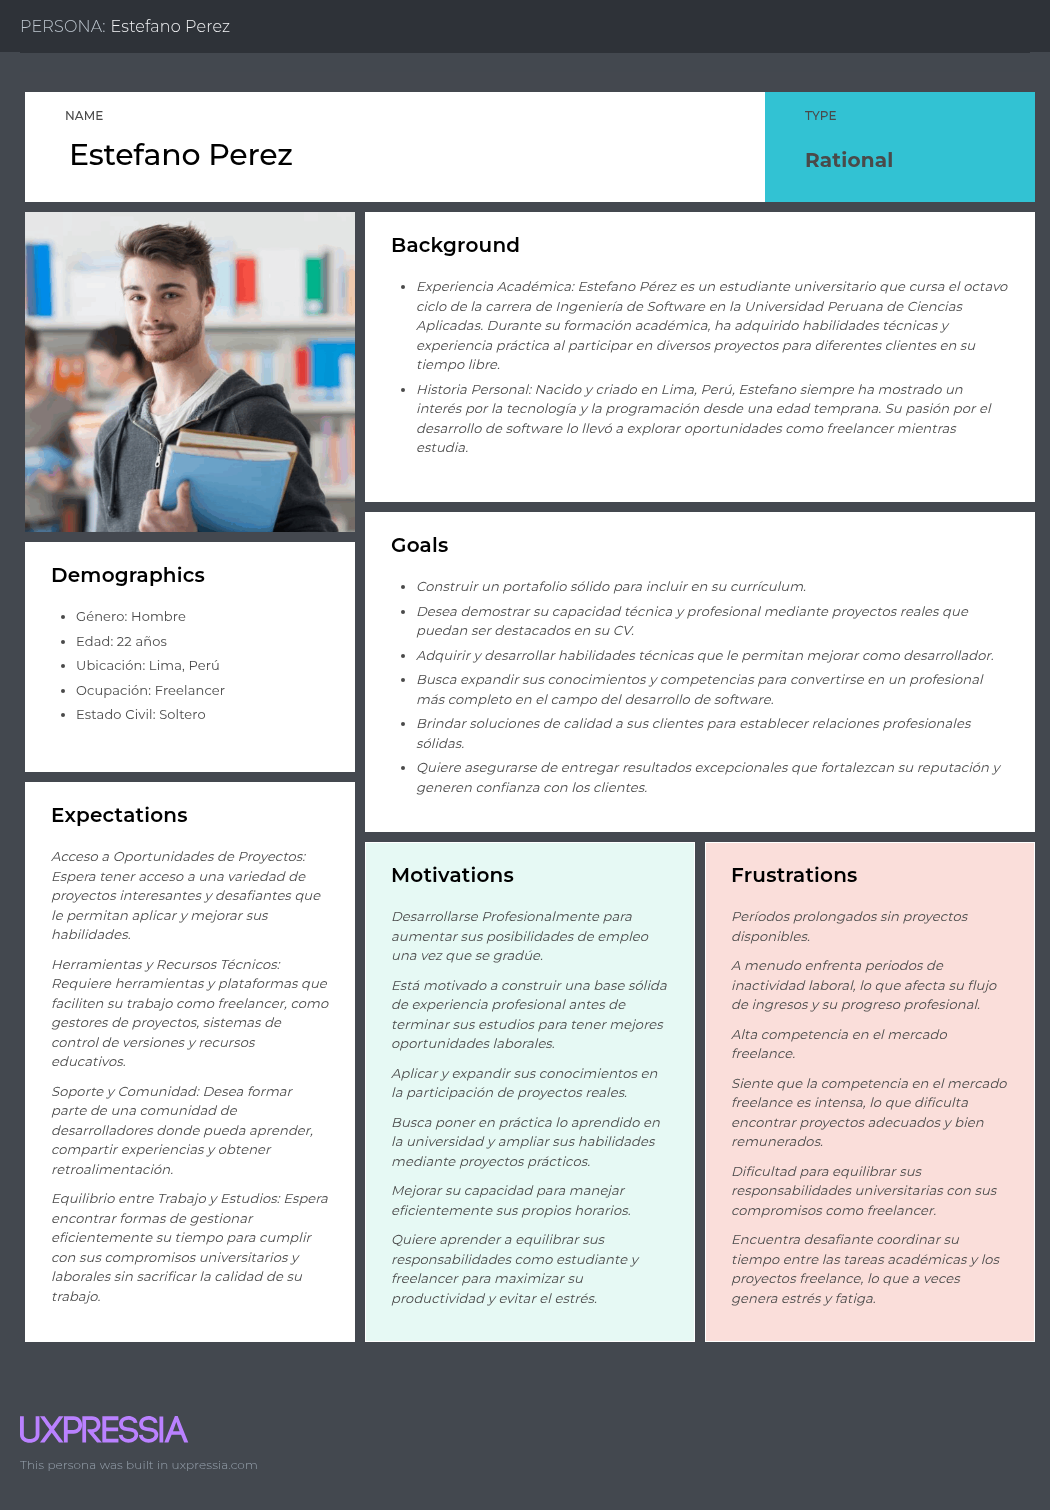 PERSONA: Estefano Perez
NAME
Estefano Perez
TYPE
Rational
Background
Experiencia Académica: Estefano Pérez es un estudiante universitario que cursa el octavo
ciclo de la carrera de Ingeniería de Software en la Universidad Peruana de Ciencias
Aplicadas. Durante su formación académica, ha adquirido habilidades técnicas y
experiencia práctica al participar en diversos proyectos para diferentes clientes en su
tiempo libre.
Historia Personal: Nacido y criado en Lima, Perú, Estefano siempre ha mostrado un
interés por la tecnología y la programación desde una edad temprana. Su pasión por el
desarrollo de software lo llevó a explorar oportunidades como freelancer mientras
estudia.
Goals
Construir un portafolio sólido para incluir en su currículum.
Desea demostrar su capacidad técnica y profesional mediante proyectos reales que
puedan ser destacados en su CV.
Adquirir y desarrollar habilidades técnicas que le permitan mejorar como desarrollador.
Busca expandir sus conocimientos y competencias para convertirse en un profesional
más completo en el campo del desarrollo de software.
Brindar soluciones de calidad a sus clientes para establecer relaciones profesionales
sólidas.
Quiere asegurarse de entregar resultados excepcionales que fortalezcan su reputación y
generen confianza con los clientes.
Demographics
Género: Hombre
Edad: 22 años
Ubicación: Lima, Perú
Ocupación: Freelancer
Estado Civil: Soltero
Expectations
Acceso a Oportunidades de Proyectos:
Espera tener acceso a una variedad de
proyectos interesantes y desafiantes que
le permitan aplicar y mejorar sus
habilidades.
Herramientas y Recursos Técnicos:
Requiere herramientas y plataformas que
faciliten su trabajo como freelancer, como
gestores de proyectos, sistemas de
control de versiones y recursos
educativos.
Soporte y Comunidad: Desea formar
parte de una comunidad de
desarrolladores donde pueda aprender,
compartir experiencias y obtener
retroalimentación.
Equilibrio entre Trabajo y Estudios: Espera
encontrar formas de gestionar
eficientemente su tiempo para cumplir
con sus compromisos universitarios y
laborales sin sacrificar la calidad de su
trabajo.
Motivations
Desarrollarse Profesionalmente para
aumentar sus posibilidades de empleo
una vez que se gradúe.
Está motivado a construir una base sólida
de experiencia profesional antes de
terminar sus estudios para tener mejores
oportunidades laborales.
Aplicar y expandir sus conocimientos en
la participación de proyectos reales.
Busca poner en práctica lo aprendido en
la universidad y ampliar sus habilidades
mediante proyectos prácticos.
Mejorar su capacidad para manejar
eficientemente sus propios horarios.
Quiere aprender a equilibrar sus
responsabilidades como estudiante y
freelancer para maximizar su
productividad y evitar el estrés.
Frustrations
Períodos prolongados sin proyectos
disponibles.
A menudo enfrenta periodos de
inactividad laboral, lo que afecta su flujo
de ingresos y su progreso profesional.
Alta competencia en el mercado
freelance.
Siente que la competencia en el mercado
freelance es intensa, lo que dificulta
encontrar proyectos adecuados y bien
remunerados.
Dificultad para equilibrar sus
responsabilidades universitarias con sus
compromisos como freelancer.
Encuentra desafiante coordinar su
tiempo entre las tareas académicas y los
proyectos freelance, lo que a veces
genera estrés y fatiga.
UXPRESSIA
This persona was built in uxpressia.com